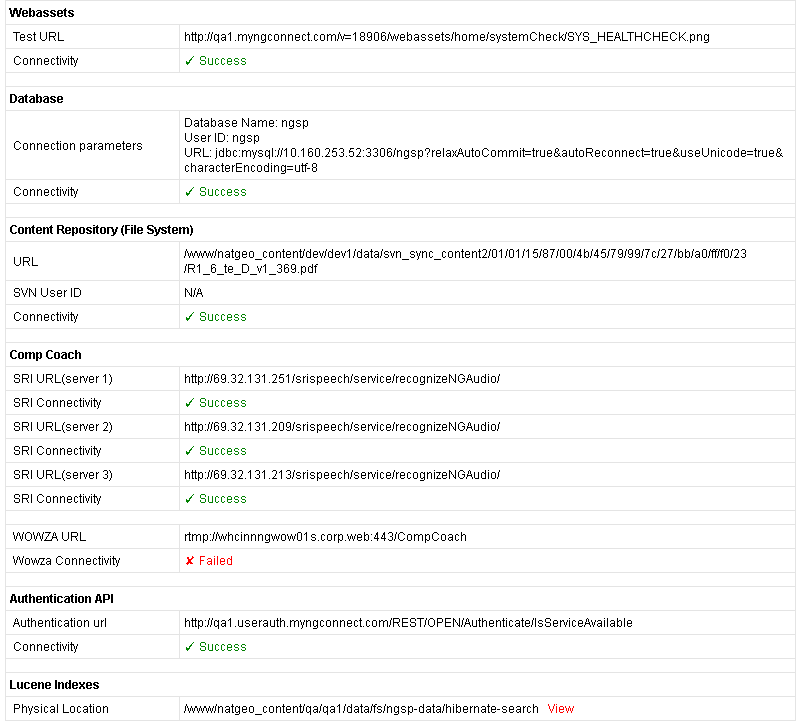 Webassets
Test URL http://qa1.myngconnect.com/v=18906/webassets/home/systemCheck/SYS_HEALTHCHECK.png
Connectivity ✓ Success
Database
Connection parameters
Database Name: ngsp
User ID: ngsp
URL: jdbc:mysql://10.160.253.52:3306/ngsp?relaxAutoCommit=true&autoReconnect=true&useUnicode=true&
characterEncoding=utf-8
Connectivity ✓ Success
Content Repository (File System)
URL
/www/natgeo_content/dev/dev1/data/svn_sync_content2/01/01/15/87/00/4b/45/79/99/7c/27/bb/a0/ff/f0/23
/R1_6_te_D_v1_369.pdf
SVN User ID N/A
Connectivity ✓ Success
Comp Coach
SRI URL(server 1) http://69.32.131.251/srispeech/service/recognizeNGAudio/
SRI Connectivity ✓ Success
SRI URL(server 2) http://69.32.131.209/srispeech/service/recognizeNGAudio/
SRI Connectivity ✓ Success
SRI URL(server 3) http://69.32.131.213/srispeech/service/recognizeNGAudio/
SRI Connectivity ✓ Success
WOWZA URL rtmp://whcinnngwow01s.corp.web:443/CompCoach
Wowza Connectivity ✘ Failed
Authentication API
Authentication url http://qa1.userauth.myngconnect.com/REST/OPEN/Authenticate/IsServiceAvailable
Connectivity ✓ Success
Lucene Indexes
Physical Location /www/natgeo_content/qa/qa1/data/fs/ngsp-data/hibernate-search View